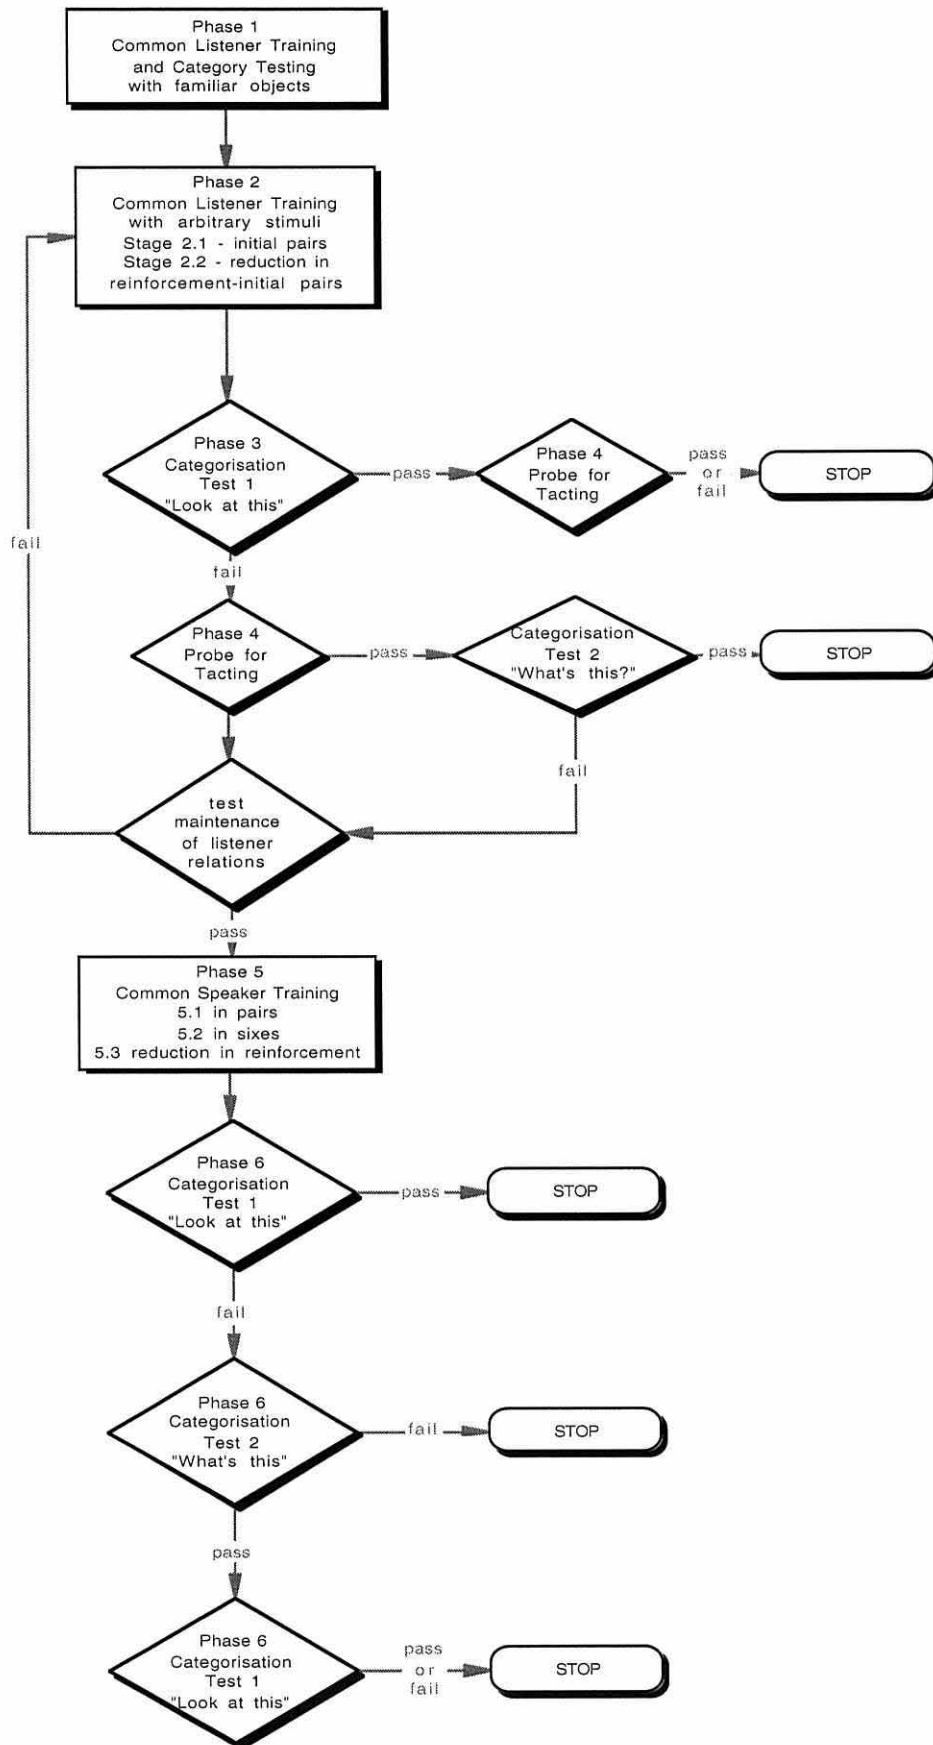 Phase 1
Common Listener Training
and Category Testing
with familiar objects
Phase 2
Common Listener Training
with arbitrary stimuli
Stage 2.1 - initial pairs
Stage 2.2 - reduction in
reinforcement-initial pairs
Phase 3
Categorisation
Test 1
"Look at this"
pass
Phase 4
Probe for
Tacting
pass
or
fail
STOP
fail
fail
Phase 4
Probe for
Tacting
pass
Categorisation
Test 2
"What's this?"
pass
STOP
fail
test
maintenance
of listener
relations
pass
Phase 5
Common Speaker Training
5.1 in pairs
5.2 in sixes
5.3 reduction in reinforcement
Phase 6
Categorisation
Test 1
"Look at this"
pass
STOP
fail
Phase 6
Categorisation
Test 2
"What's this"
fail
STOP
pass
Phase 6
Categorisation
Test 1
"Look at this"
pass
or
fail
STOP